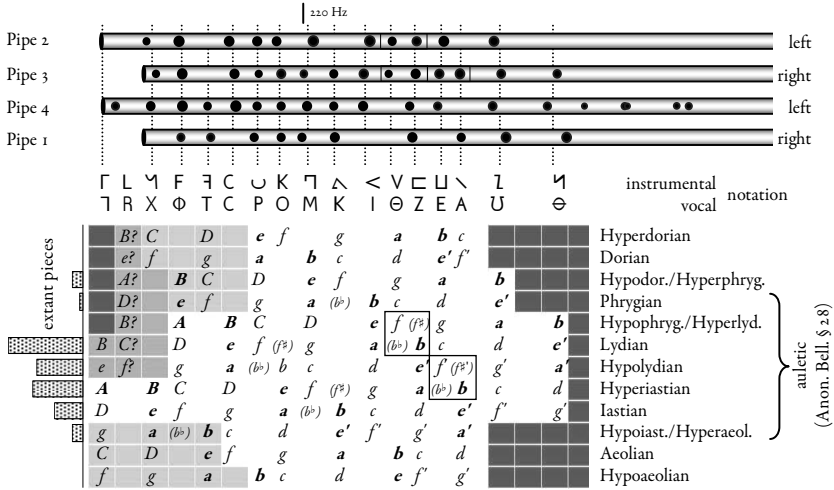 220 Hz
Pipe 2 left
Pipe 3 right
Pipe 4 left
Pipe 1 right
Γ L F C K < V \ instrumental
notation
R X Φ T C P O M K I Θ Z E A vocal
extant pieces
B? C D e f g a b c Hyperdorian
e? f g a b c d e' f' Dorian
A? B C D e f g a b Hypodor./Hyperphryg.
D? e f g a (b♭) b c d e' Phrygian
B? A B C D e f (f♯) g a b Hypophryg./Hyperlyd.
B C? D e f (f♯) g a (b♭) b c d e' Lydian
e f? g a (b♭) b c d e' f' (f♯') g' a' Hypolydian
A B C D e f (f♯) g a (b♭) b c d Hyperiastian
D e f g a (b♭) b c d e' f' g' Iastian
g a (b♭) b c d e' f' g' a' Hypoiast./Hyperaeol.
C D e f g a b c d Aeolian
f g a b c d e f' g' Hypoaeolian
auletic
(Anon. Bell. § 28)